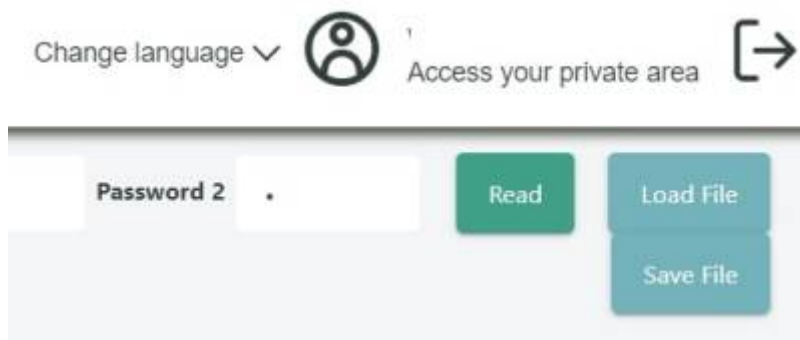 Change language
Access your private area
Password 2
Read
Load File
Save File